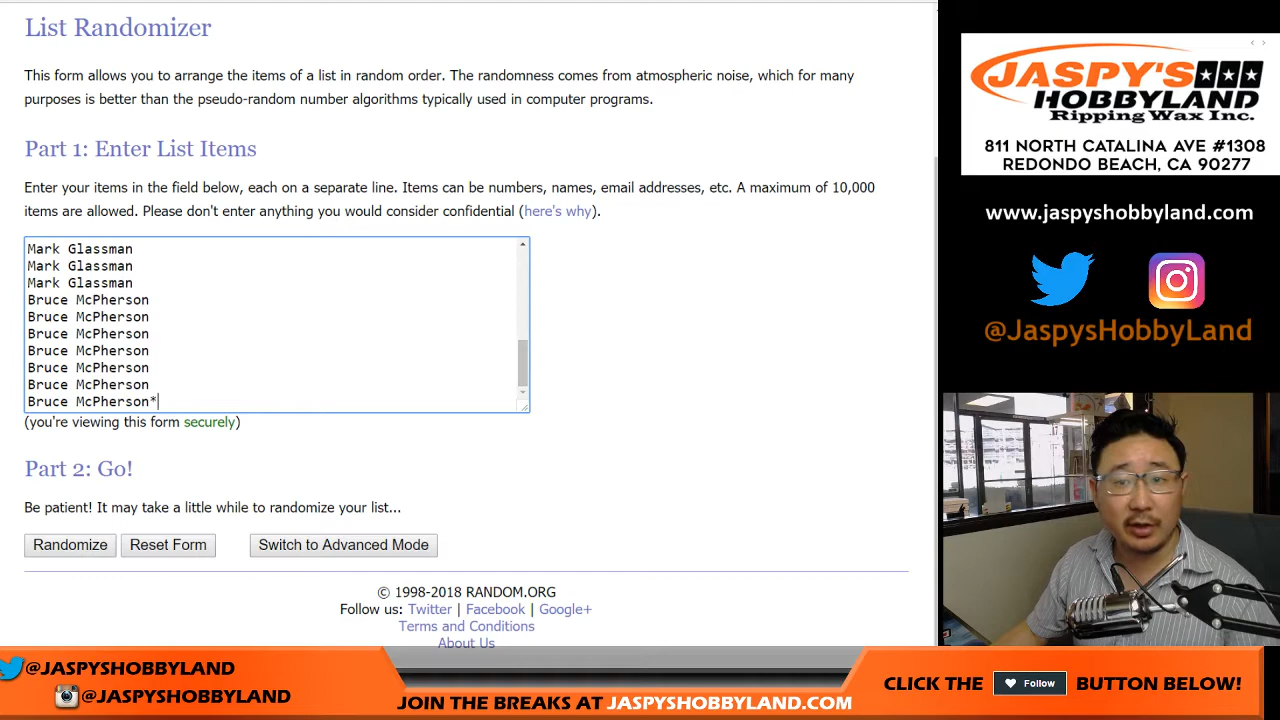 List Randomizer
This form allows you to arrange the items of a list in random order. The randomness comes from atmospheric noise, which for many
purposes is better than the pseudo-random number algorithms typically used in computer programs.
Part 1: Enter List Items
Enter your items in the field below, each on a separate line. Items can be numbers, names, email addresses, etc. A maximum of 10,000
items are allowed. Please don't enter anything you would consider confidential (here's why).
Mark Glassman
Mark Glassman
Mark Glassman
Bruce McPherson
Bruce McPherson
Bruce McPherson
Bruce McPherson
Bruce McPherson
Bruce McPherson
Bruce McPherson*
(you're viewing this form securely)
Part 2: Go!
Be patient! It may take a little while to randomize your list...
Randomize Reset Form Switch to Advanced Mode
© 1998-2018 RANDOM.ORG
Follow us: Twitter | Facebook | Google+
Terms and Conditions
About Us
JASPY'S
HOBBYLAND
Ripping Wax Inc.
811 NORTH CATALINA AVE #1308
REDONDO BEACH, CA 90277
www.jaspyshobbyland.com
@JaspysHobbyLand
@JASPYSHOBBYLAND
@JASPYSHOBBYLAND
JOIN THE BREAKS AT JASPYSHOBBYLAND.COM
CLICK THE Follow BUTTON BELOW!